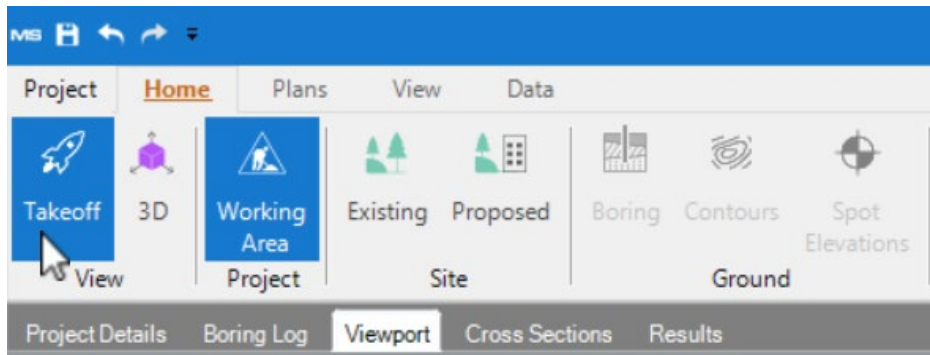 MS
Project Home Plans View Data
Takeoff 3D Working Existing Proposed Boring Contours Spot
Area Elevations
View Project Site Ground
Project Details Boring Log Viewport Cross Sections Results